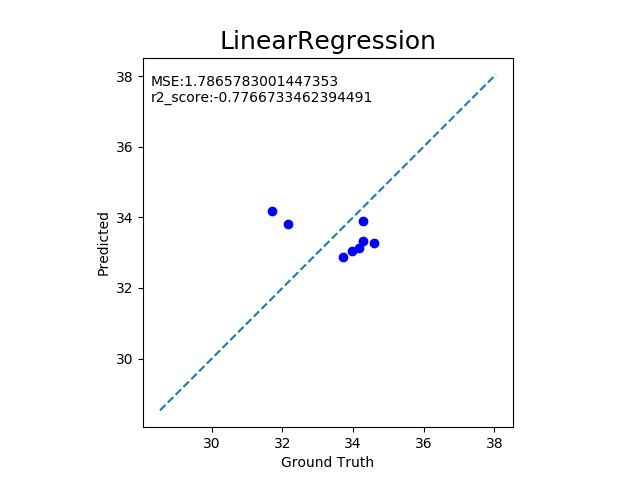 LinearRegression
MSE:1.7865783001447353
r2_score:-0.7766733462394491
38
36
34
32
30
Predicted
30 32 34 36 38
Ground Truth